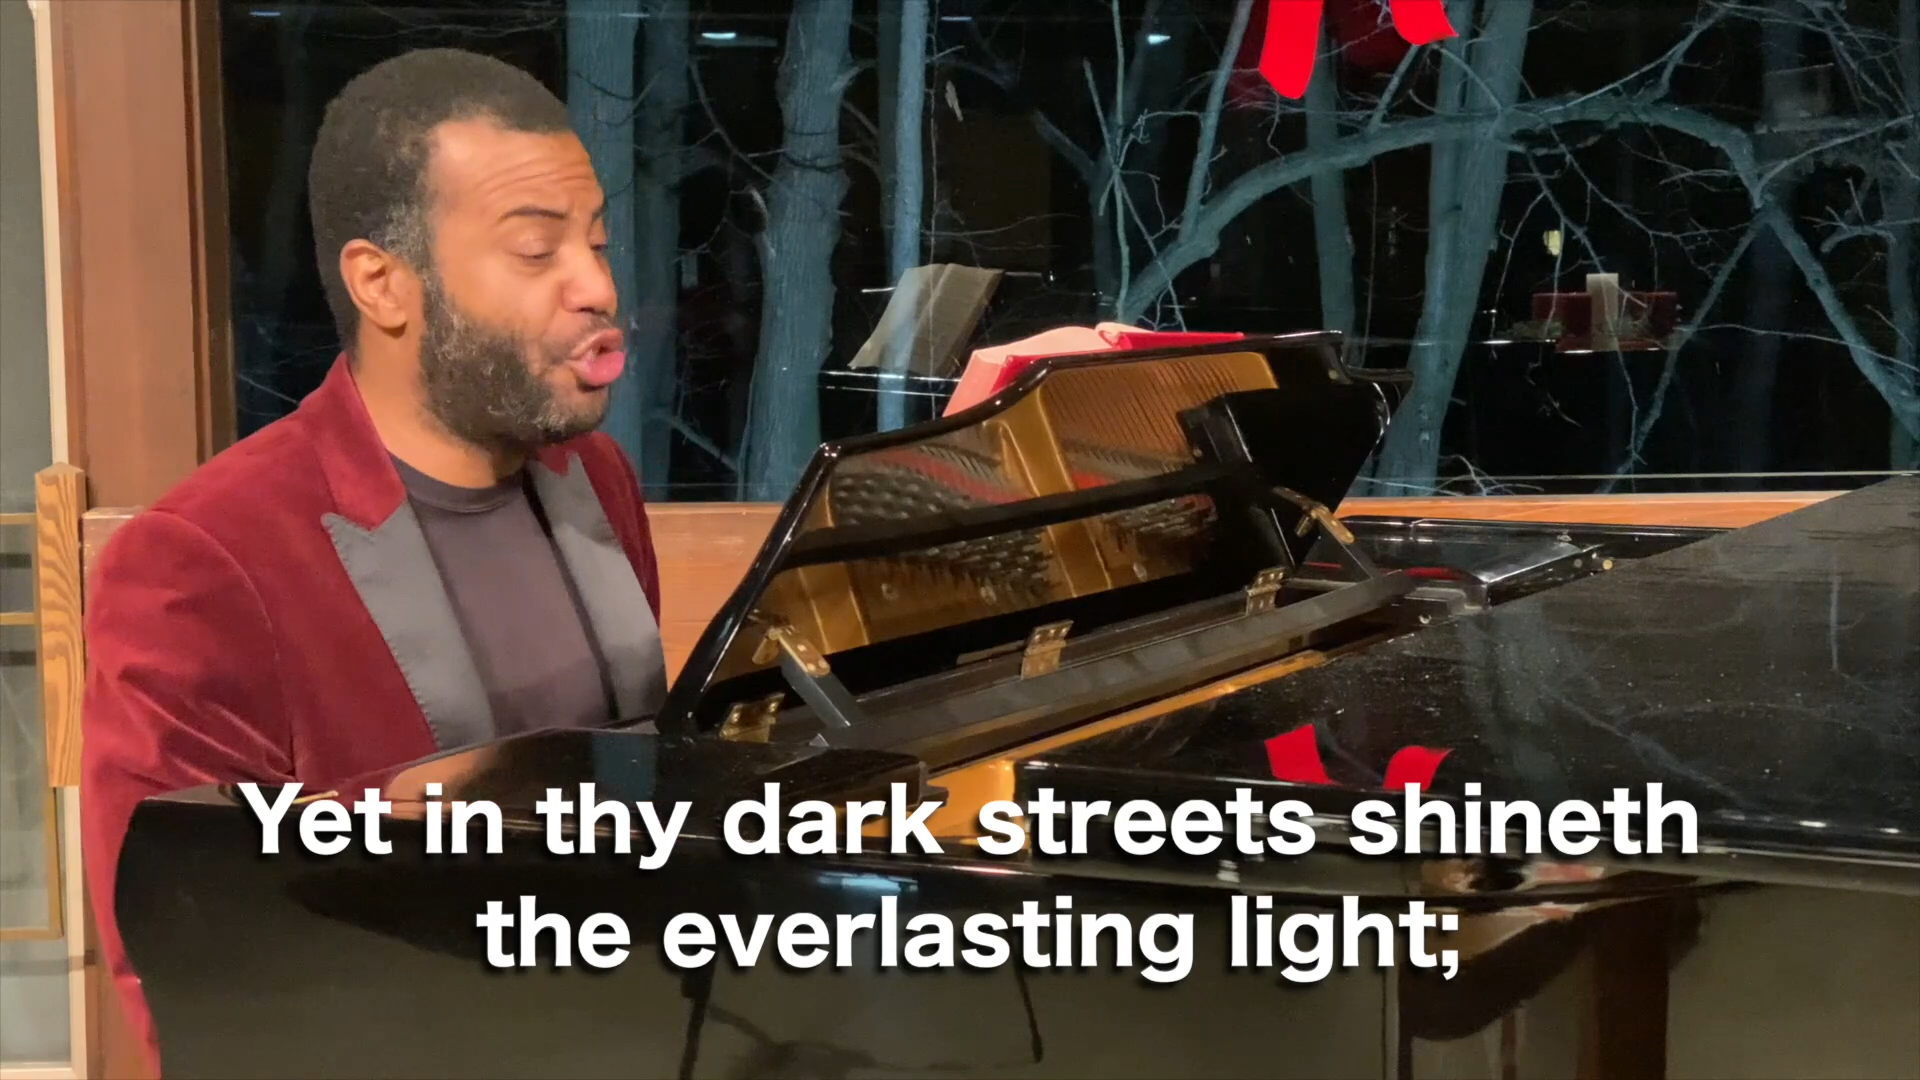 Yet in thy dark streets shineth
the everlasting light;